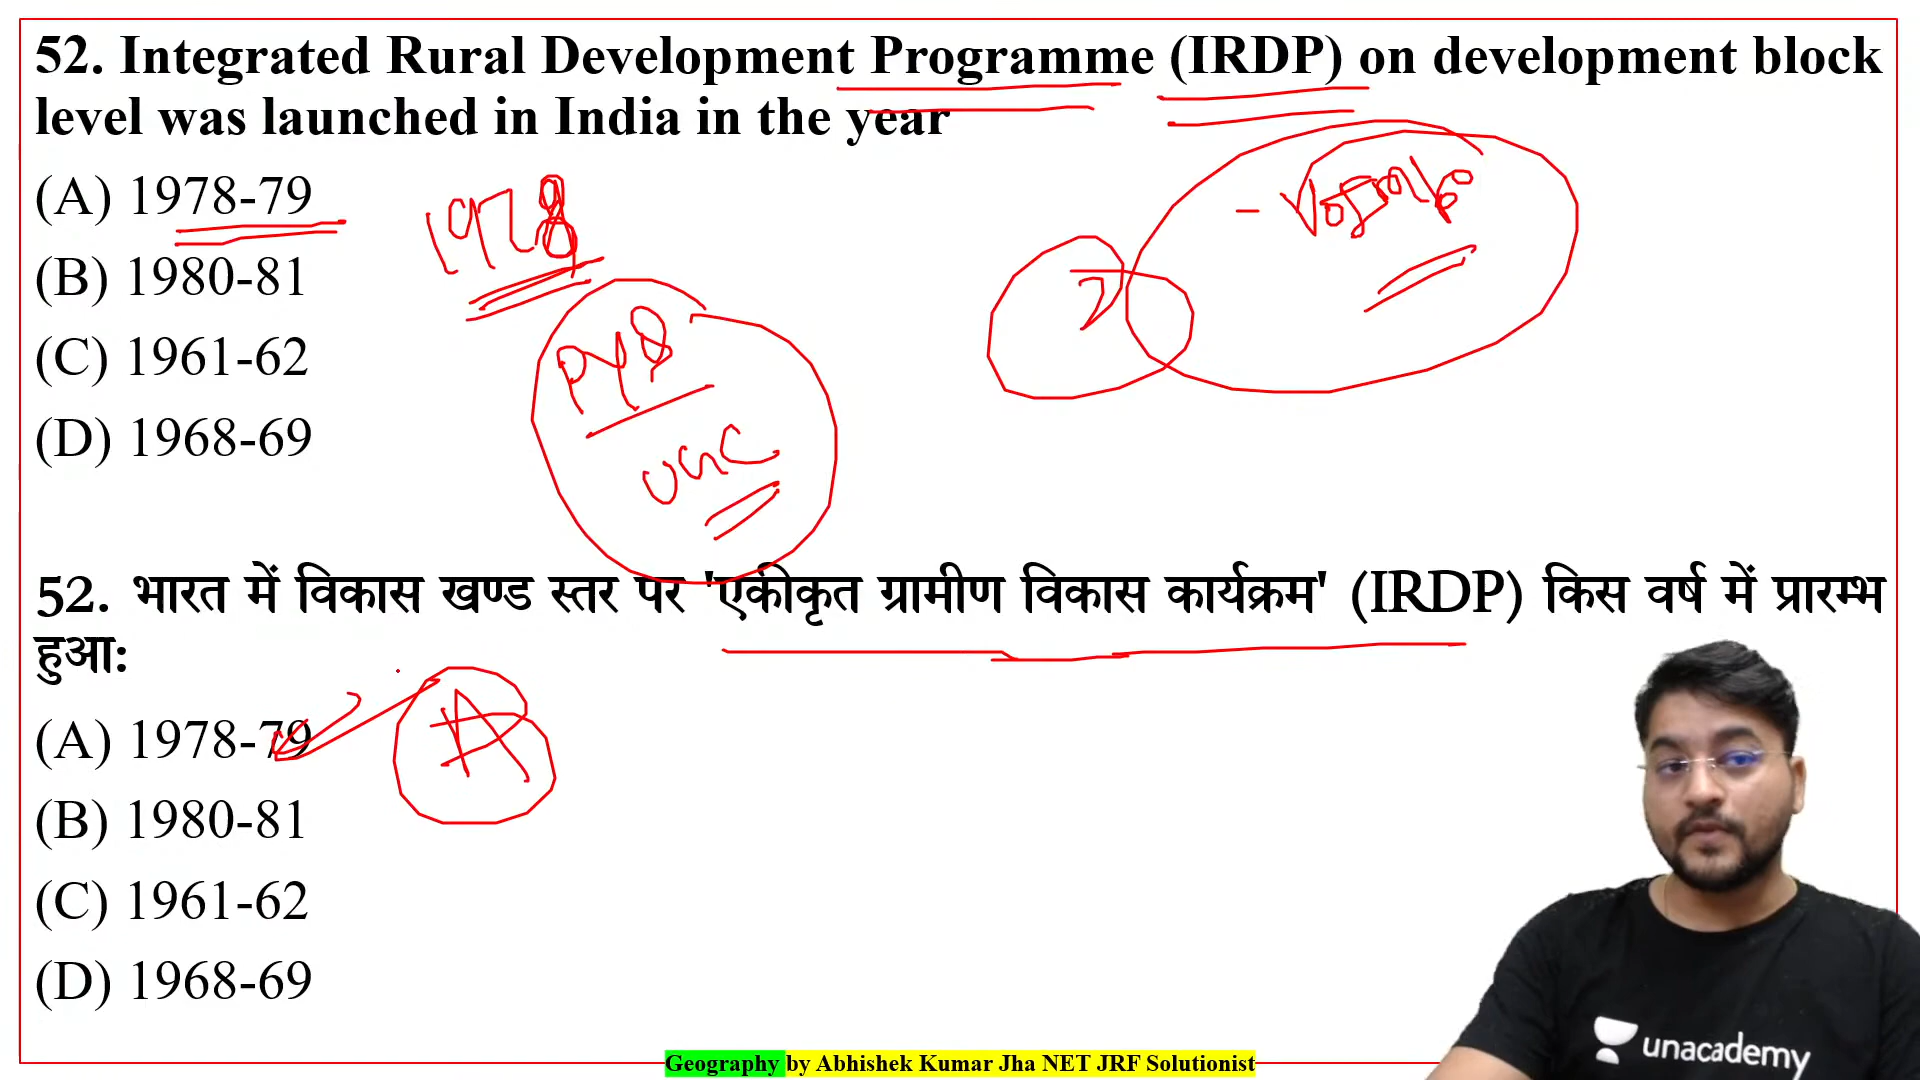 52. Integrated Rural Development Programme (IRDP) on development block
level was launched in India in the year
(A) 1978-79
1978
(B) 1980-81
(C) 1961-62
(D) 1968-69
PYQ
UGC
52. भारत में विकास खण्ड स्तर पर 'एकीकृत ग्रामीण विकास कार्यक्रम' (IRDP) किस वर्ष में प्रारम्भ
हुआ:
(A) 1978-79
A
(B) 1980-81
(C) 1961-62
(D) 1968-69
unacademy
Geography by Abhishek Kumar Jha NET JRF Solutionist